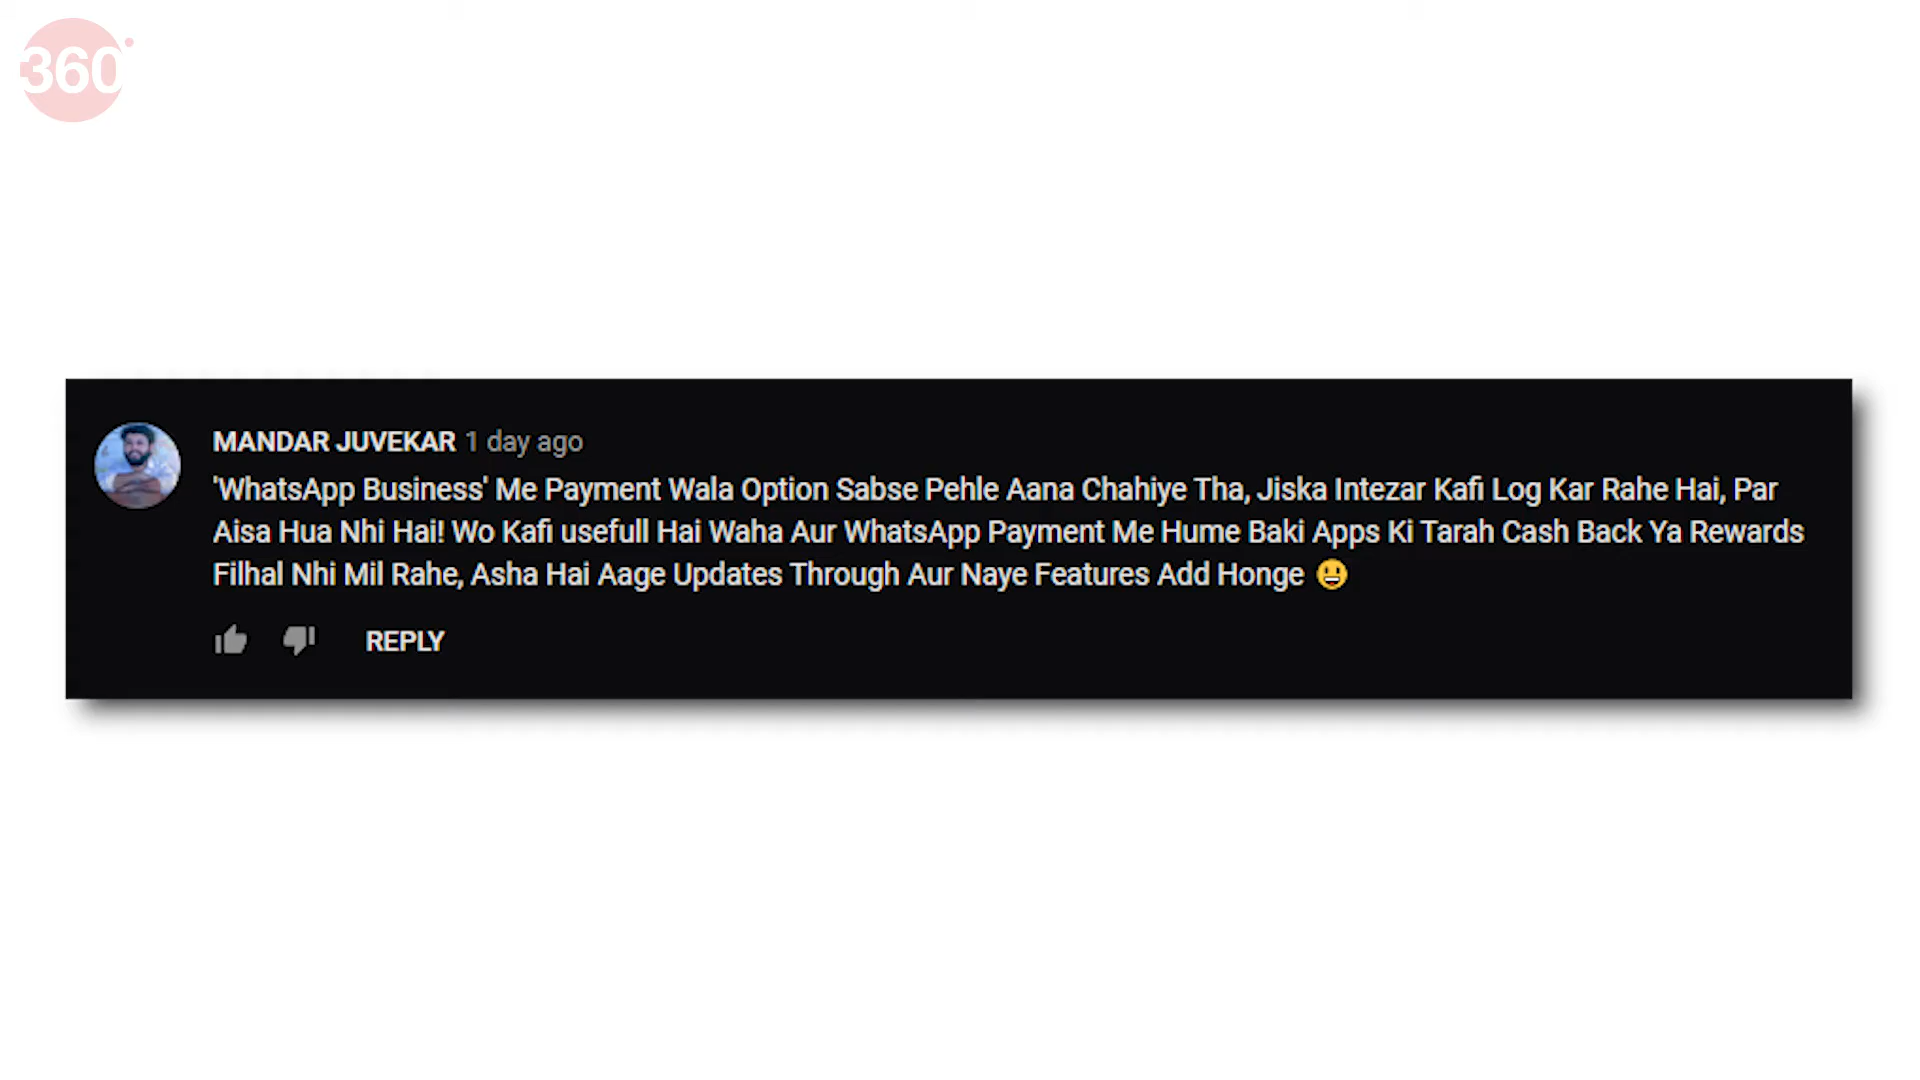 360°
MANDAR JUVEKAR 1 day ago
'WhatsApp Business' Me Payment Wala Option Sabse Pehle Aana Chahiye Tha, Jiska Intezar Kafi Log Kar Rahe Hai, Par
Aisa Hua Nhi Hai! Wo Kafi usefull Hai Waha Aur WhatsApp Payment Me Hume Baki Apps Ki Tarah Cash Back Ya Rewards
Filhal Nhi Mil Rahe, Asha Hai Aage Updates Through Aur Naye Features Add Honge 😃
REPLY